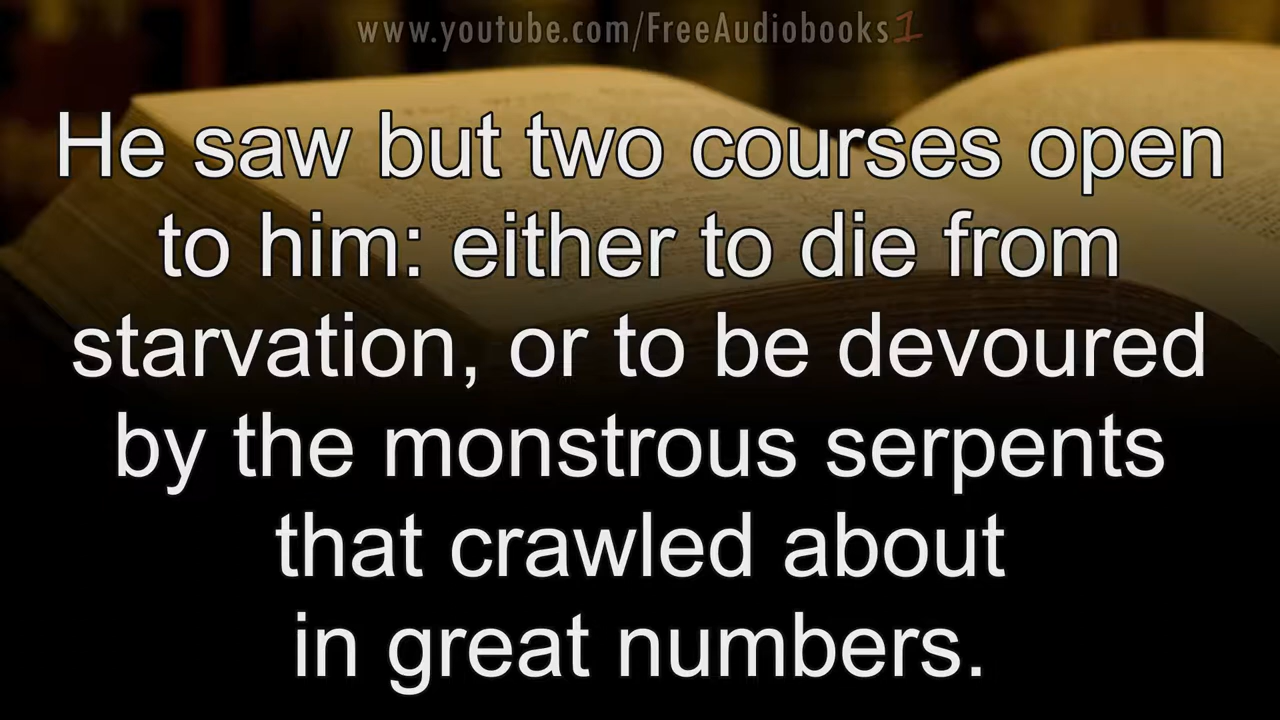 www.youtube.com/FreeAudiobooks1
He saw but two courses open
to him: either to die from
starvation, or to be devoured
by the monstrous serpents
that crawled about
in great numbers.